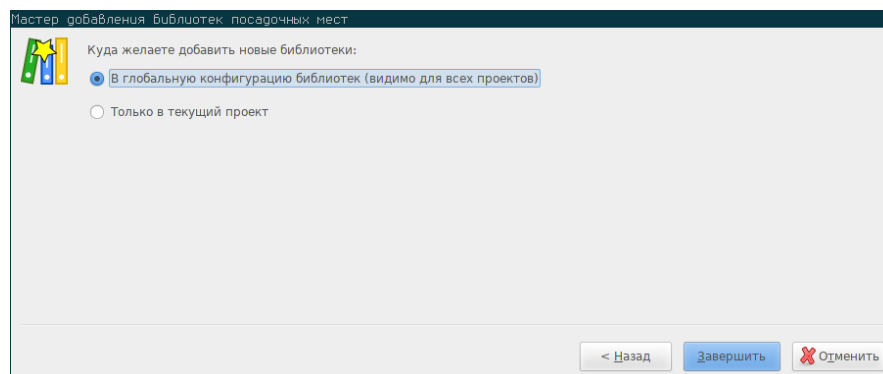 Мастер добавления библиотек посадочных мест
Куда желаете добавить новые библиотеки:
В глобальную конфигурацию библиотек (видимо для всех проектов)
Только в текущий проект
< Назад
Завершить
Отменить